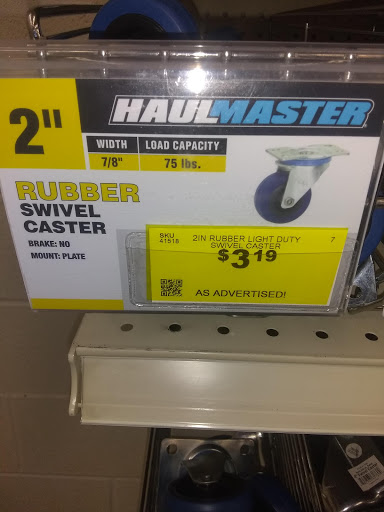 2"
HAULMASTER
WIDTH
LOAD CAPACITY
7/8"
75 lbs.
RUBBER
SWIVEL
CASTER
BRAKE: NO
MOUNT: PLATE
SKU
41518
2IN RUBBER LIGHT DUTY
SWIVEL CASTER
7
$3.19
AS ADVERTISED!